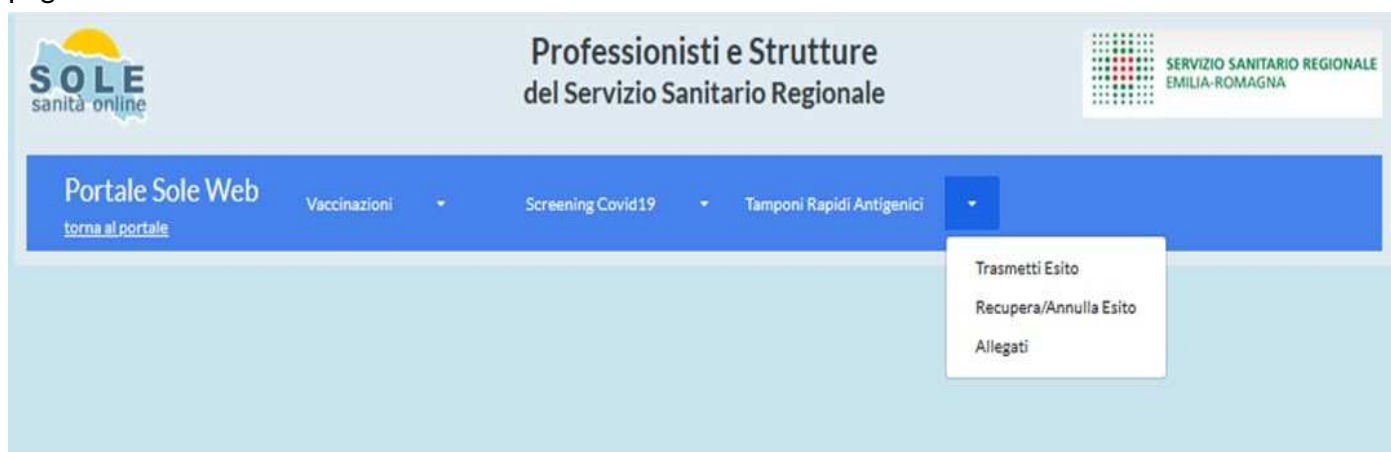 SOLE
sanità online
Professionisti e Strutture
del Servizio Sanitario Regionale
SERVIZIO SANITARIO REGIONALE
EMILIA-ROMAGNA
Portale Sole Web
torna al portale
Vaccinazioni
Screening Covid19
Tamponi Rapidi Antigenici
Trasmetti Esito
Recupera/Annulla Esito
Allegati